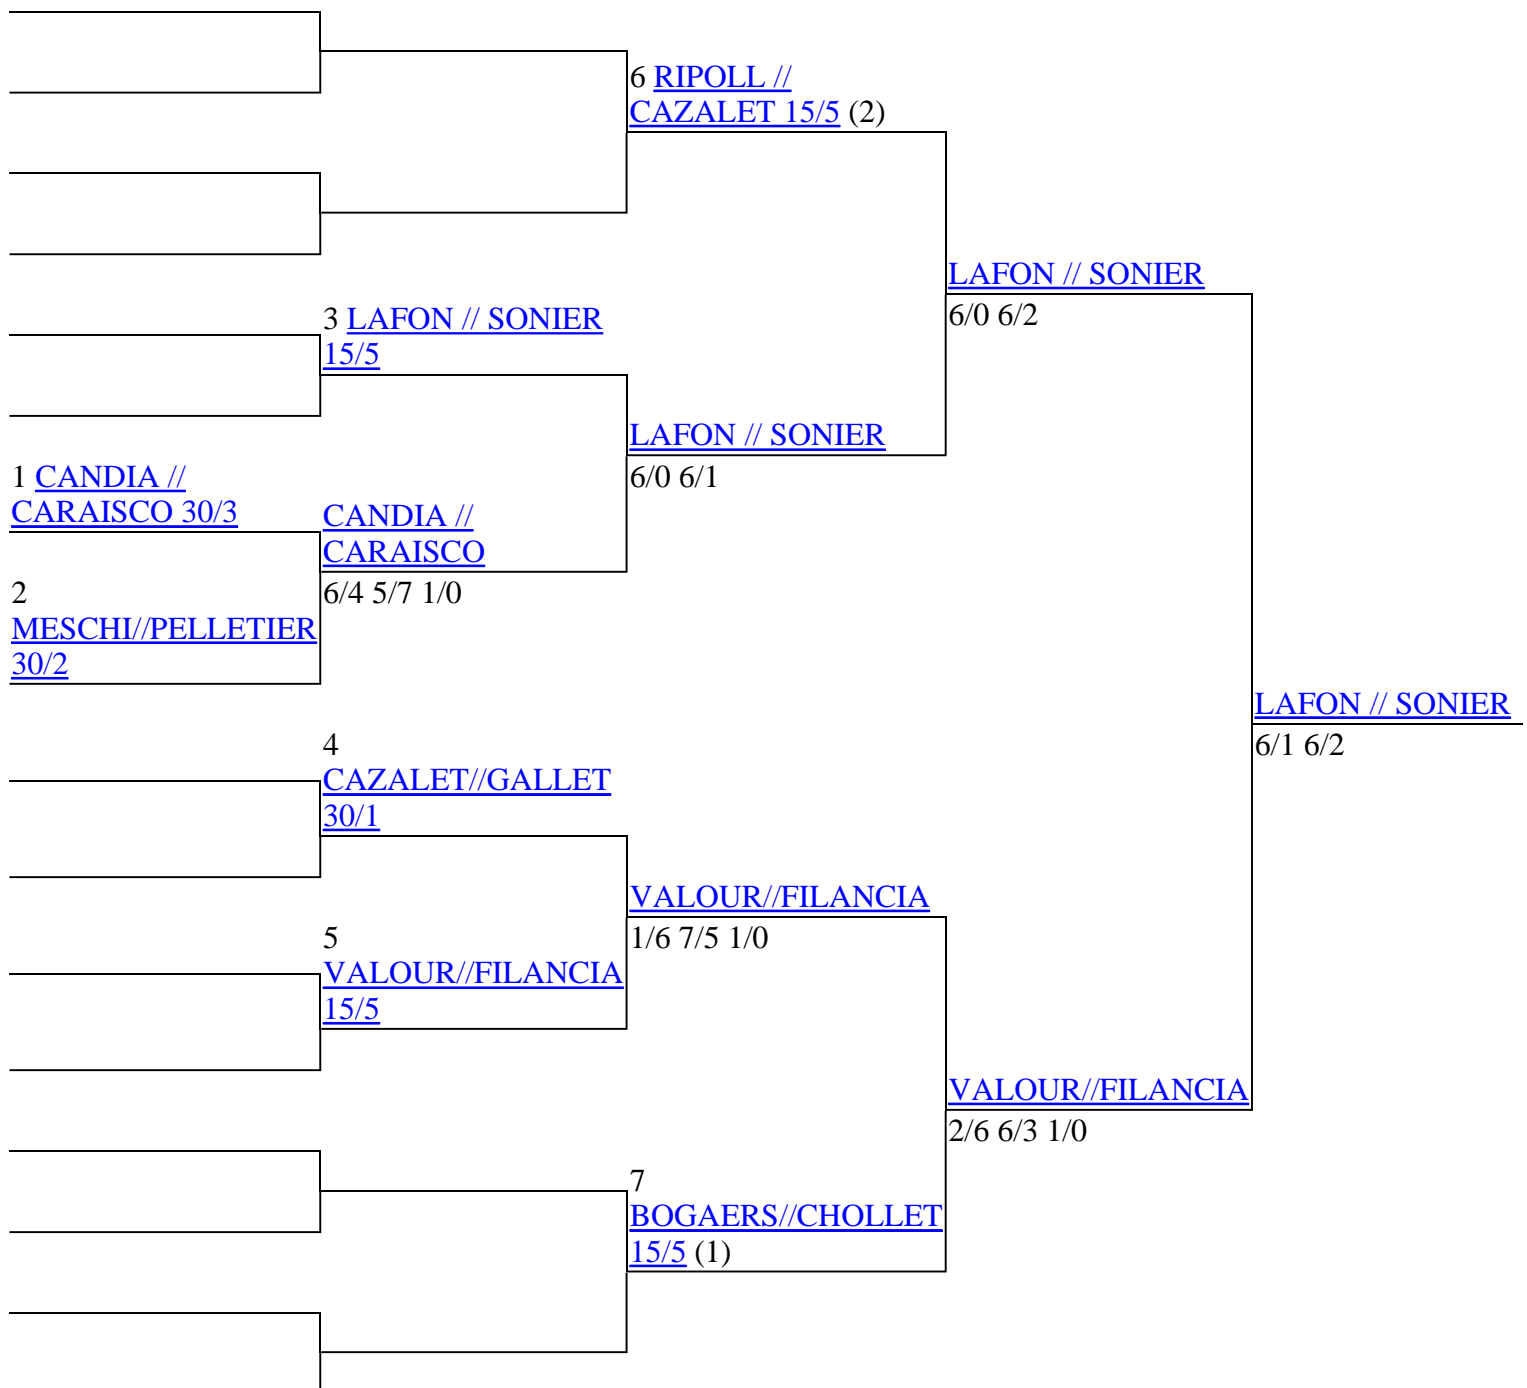 6 RIPOLL //
CAZALET 15/5 (2)
LAFON // SONIER
6/0 6/2
3 LAFON // SONIER
15/5
LAFON // SONIER
6/0 6/1
1 CANDIA //
CARAISCO 30/3
CANDIA //
CARAISCO
6/4 5/7 1/0
2
MESCHI//PELLETIER
30/2
LAFON // SONIER
6/1 6/2
4
CAZALET//GALLET
30/1
VALOUR//FILANCIA
1/6 7/5 1/0
5
VALOUR//FILANCIA
15/5
VALOUR//FILANCIA
2/6 6/3 1/0
7
BOGAERS//CHOLLET
15/5 (1)